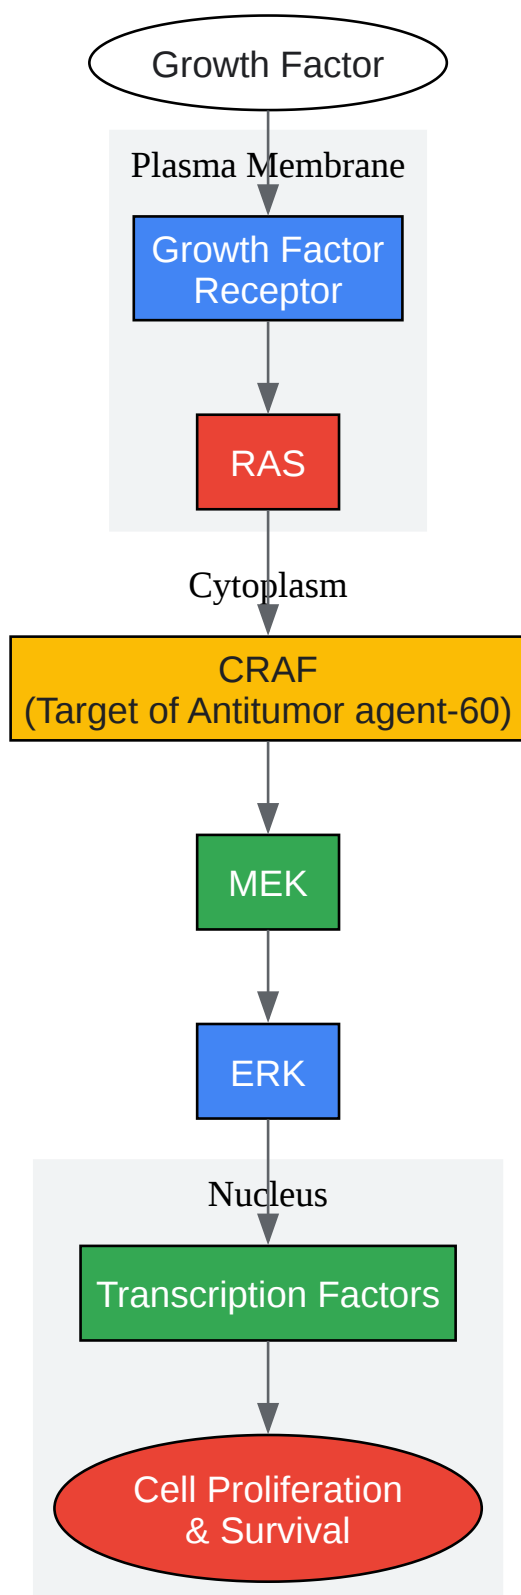 Growth Factor
Plasma Membrane
Growth Factor
Receptor
RAS
Cytoplasm
CRAF
(Target of Antitumor agent-60)
MEK
ERK
Nucleus
Transcription Factors
Cell Proliferation
& Survival